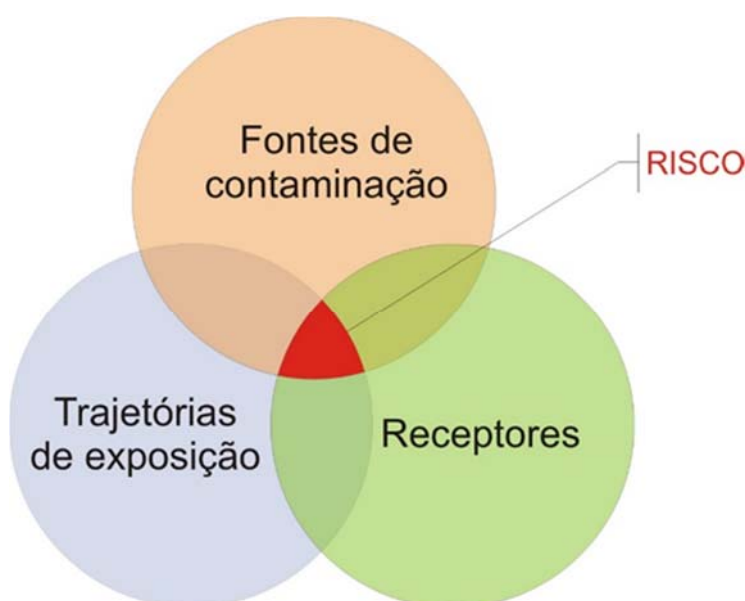 Fontes de
contaminação
RISCO
Trajetórias
de exposição
Receptores